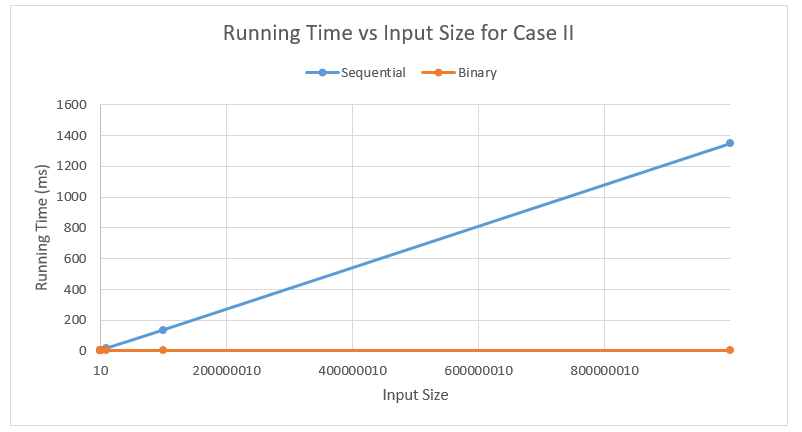 Running Time vs Input Size for Case II
Sequential Binary
1600
1400
1200
1000
800
600
400
200
0
Running Time (ms)
10 200000010 400000010 600000010 800000010
Input Size